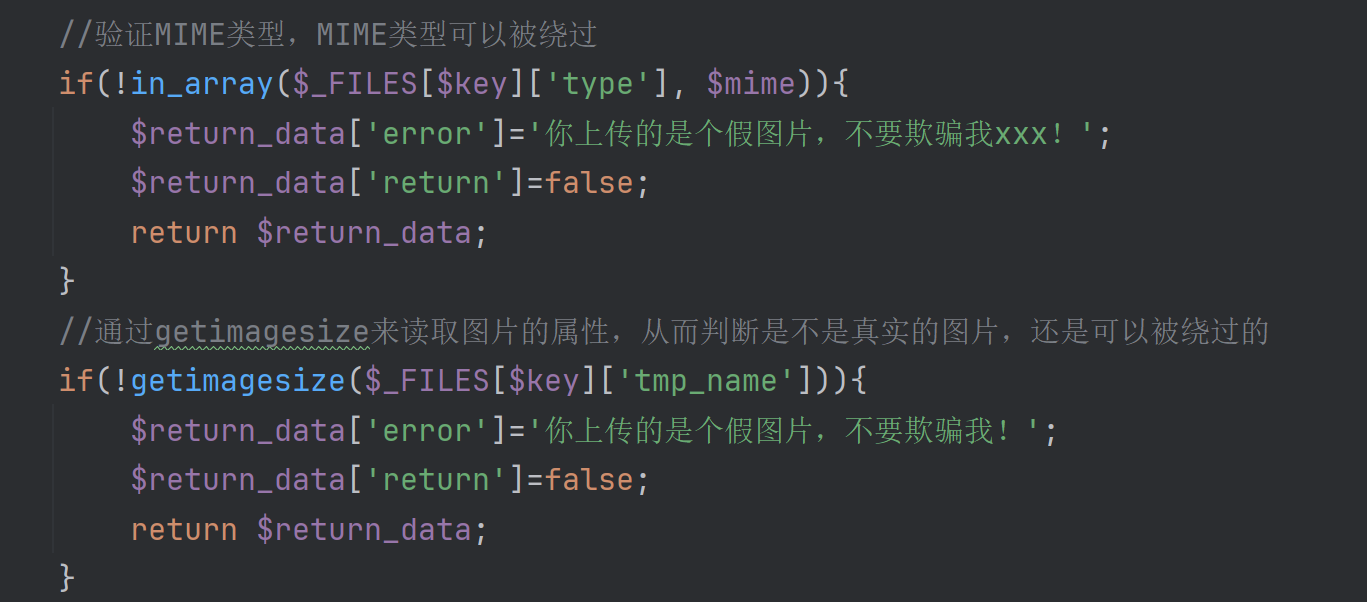 //验证MIME类型，MIME类型可以被绕过
if(!in_array($_FILES[$key]['type'], $mime)){
$return_data['error']='你上传的是个假图片，不要欺骗我xxx！';
$return_data['return']=false;
return $return_data;
}
//通过getimagesize来读取图片的属性，从而判断是不是真实的图片，还是可以被绕过的
if(!getimagesize($_FILES[$key]['tmp_name'])){
$return_data['error']='你上传的是个假图片，不要欺骗我！';
$return_data['return']=false;
return $return_data;
}